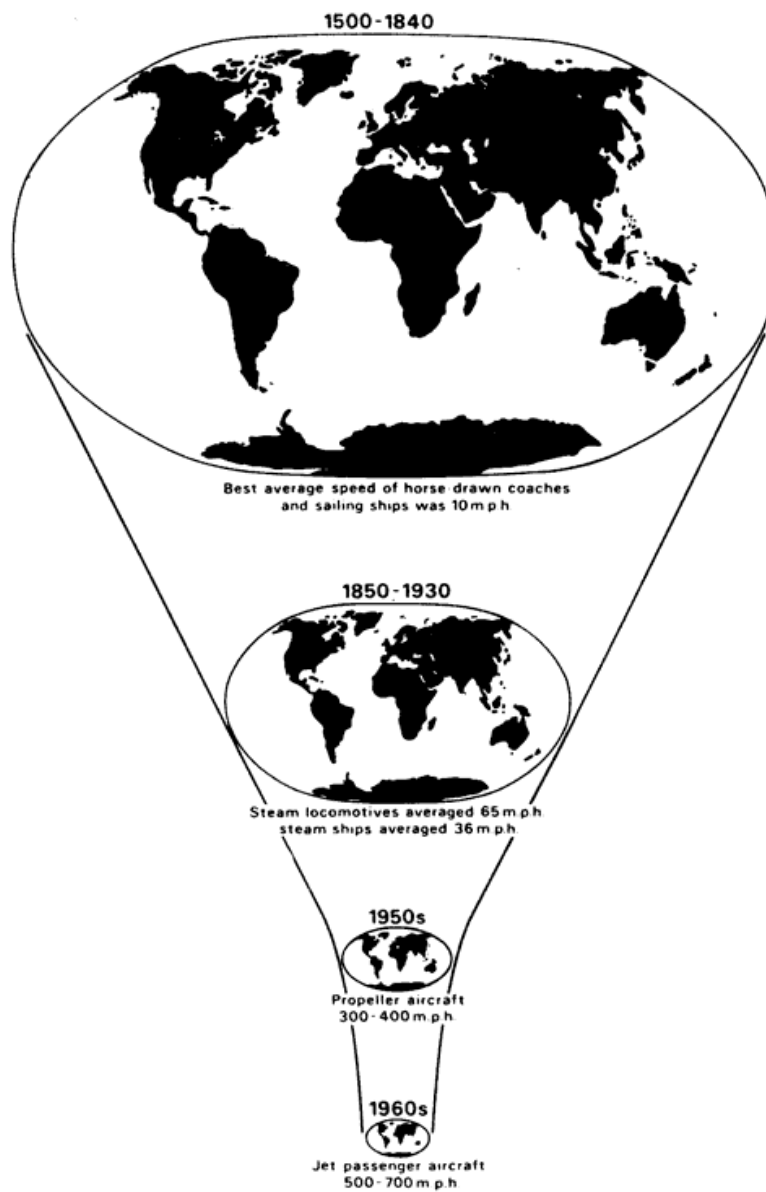 1500-1840
Best average speed of horse-drawn coaches
and sailing ships was 10 m.p.h.
1850-1930
Steam locomotives averaged 65 m.p.h.
steam ships averaged 36 m.p.h.
1950s
Propeller aircraft
300-400 m.p.h.
1960s
Jet passenger aircraft
500-700 m.p.h